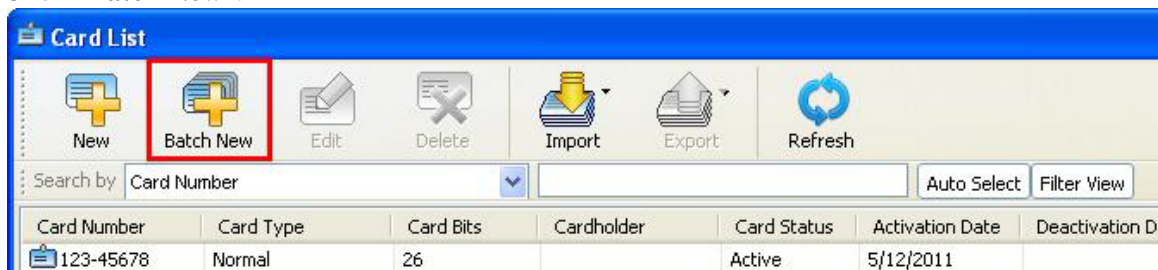 Card List
New Batch New Edit Delete Import Export Refresh
Search by Card Number Auto Select Filter View
Card Number Card Type Card Bits Cardholder Card Status Activation Date Deactivation D
123-45678 Normal 26 Active 5/12/2011